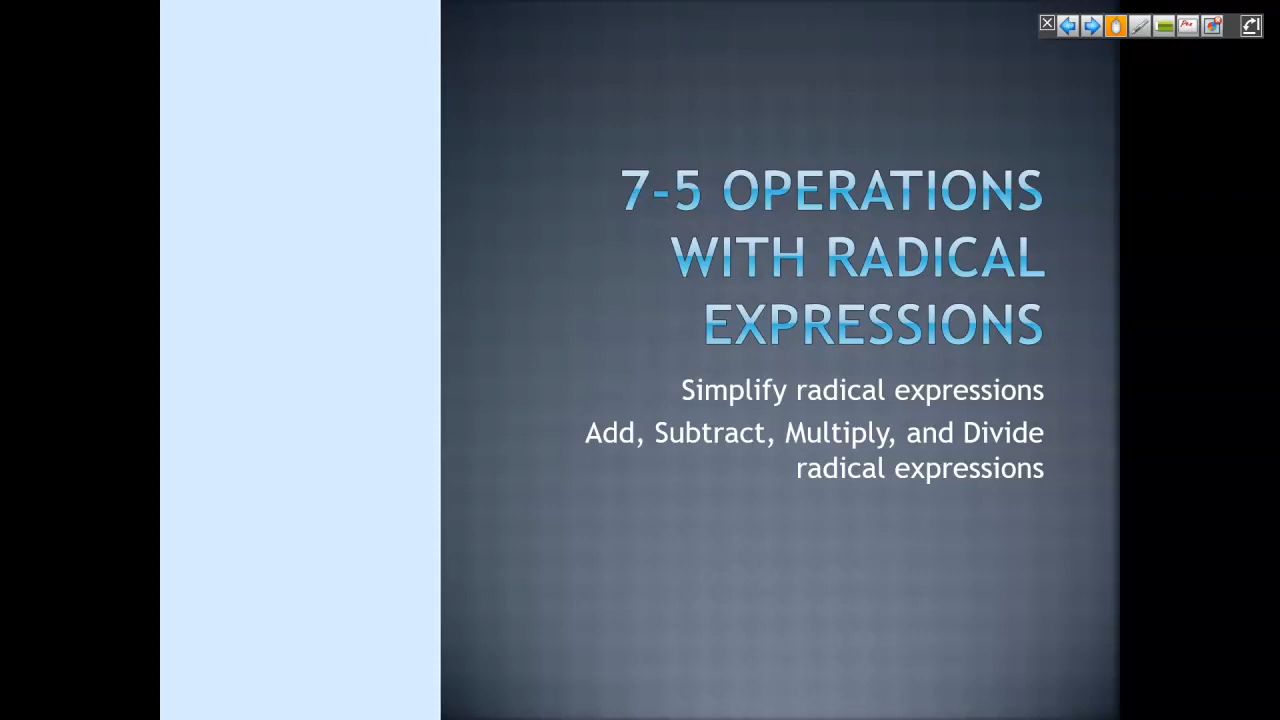 7-5 OPERATIONS
WITH RADICAL
EXPRESSIONS
Simplify radical expressions
Add, Subtract, Multiply, and Divide
radical expressions